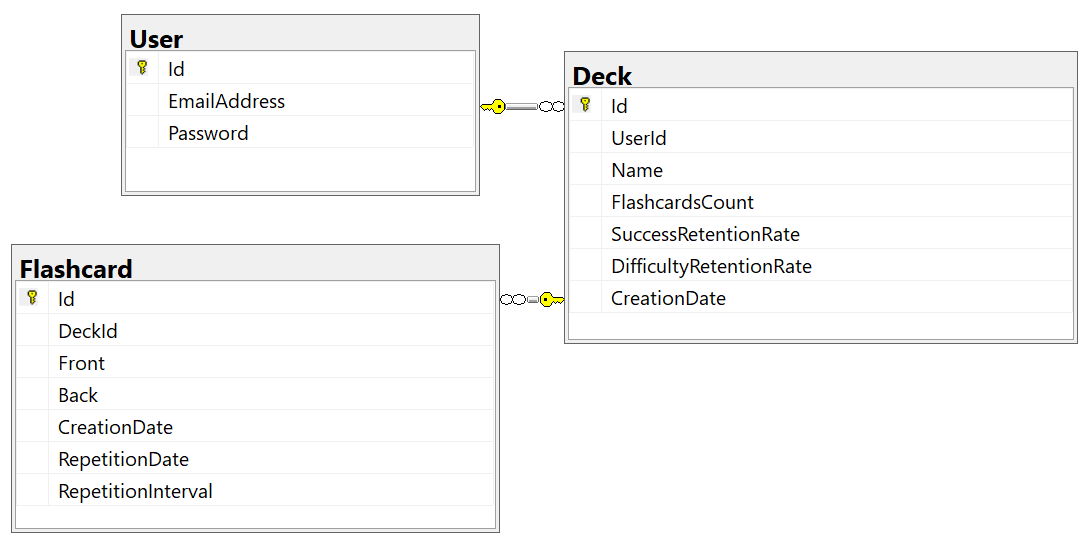 User
Id
EmailAddress
Password
Deck
Id
UserId
Name
FlashcardsCount
SuccessRetentionRate
DifficultyRetentionRate
CreationDate
Flashcard
Id
DeckId
Front
Back
CreationDate
RepetitionDate
RepetitionInterval